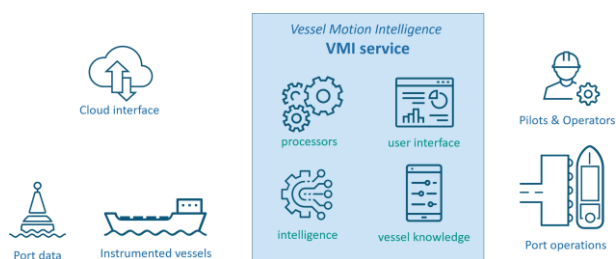 Vessel Motion Intelligence
VMI service
Cloud interface
processors
user interface
Pilots & Operators
intelligence
vessel knowledge
Port data
Instrumented vessels
Port operations